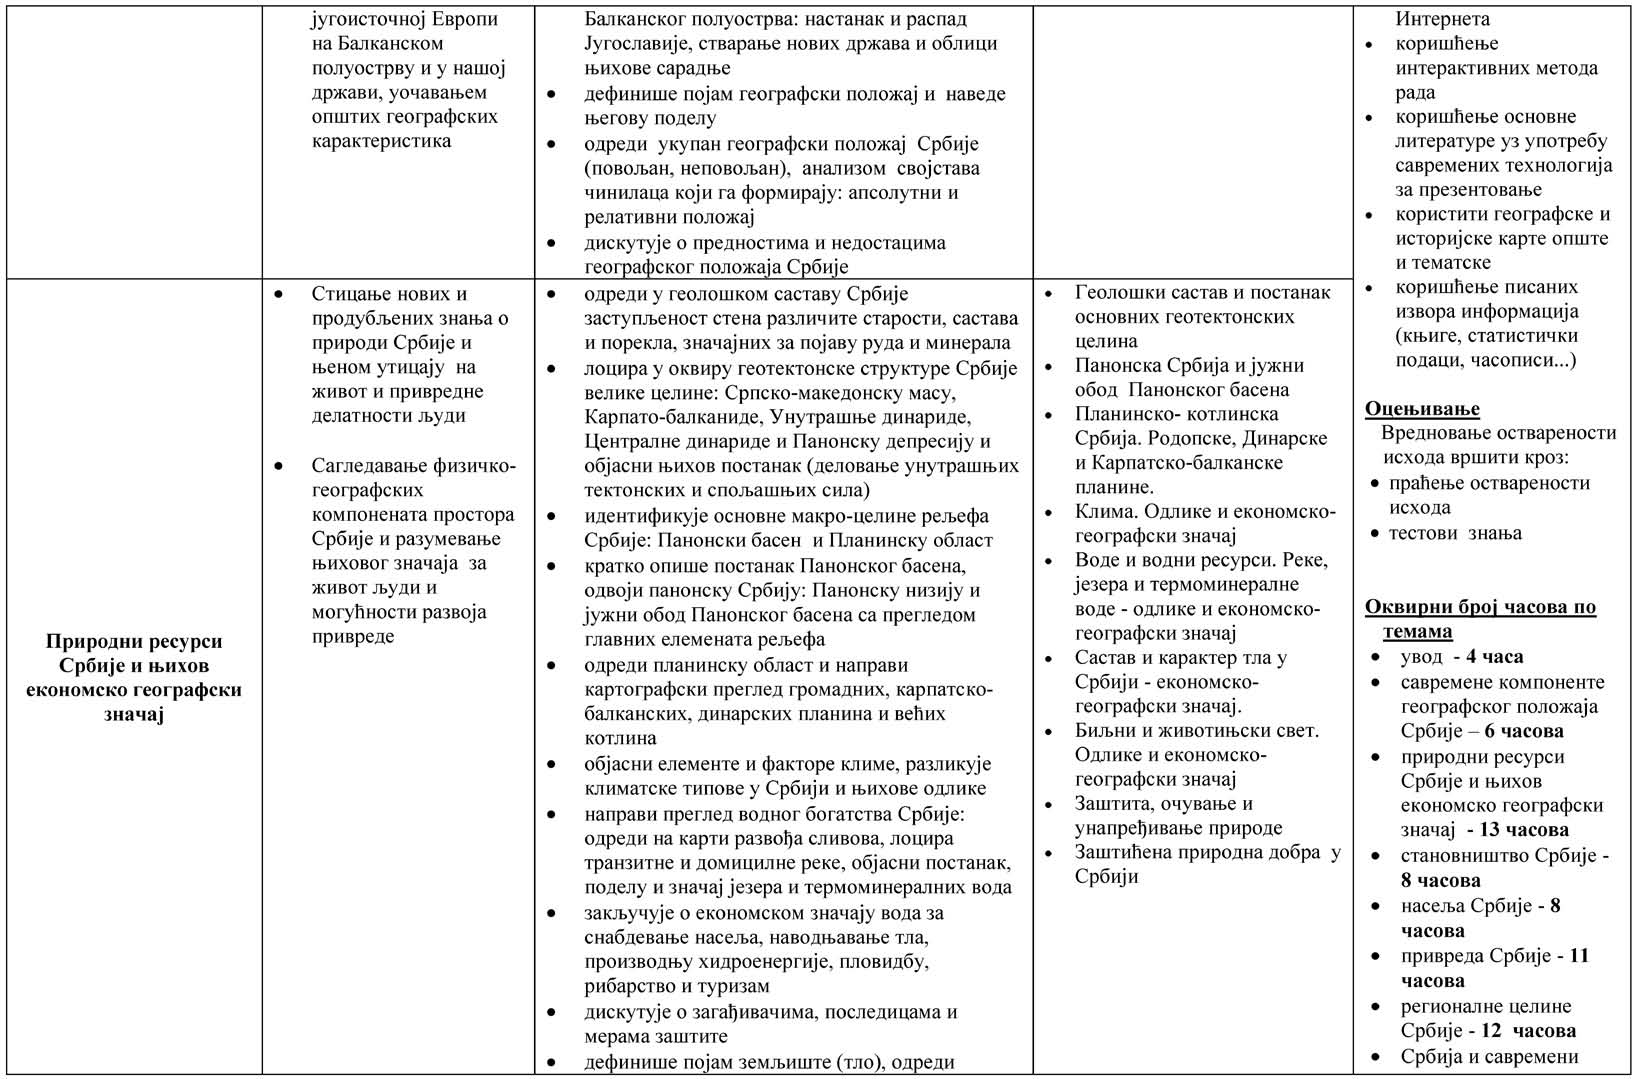 југоисточној Европи
на Балканском
полуострву и у нашој
држави, уочавањем
општих географских
карактеристика
Балканског полуострва: настанак и распад
Југославије, стварање нових држава и облици
њихове сарадње
• дефинише појам географски положај и наведе
његову поделу
• одреди укупан географски положај Србије
(повољан, неповољан), анализом својстава
чинилаца који га формирају: апсолутни и
релативни положај
• дискутује о предностима и недостацима
географског положаја Србије
Природни ресурси
Србије и њихов
економско географски
значај
• Стицање нових и
продубљених знања о
природи Србије и
њеном утицају на
живот и привредне
делатности људи
• Сагледавање физичко-
географских
компонената простора
Србије и разумевање
њиховог значаја за
живот људи и
могућности развоја
привреде
• одреди у геолошком саставу Србије
заступљеност стена различите старости, састава
и порекла, значајних за појаву руда и минерала
• лоцира у оквиру геотектонске структуре Србије
велике целине: Српско-македонску масу,
Карпато-балканиде, Унутрашње динариде,
Централне динариде и Панонску депресију и
објасни њихов постанак (деловање унутрашњих
тектонских и спољашњих сила)
• идентификује основне макро-целине рељефа
Србије: Панонски басен и Планинску област
• кратко опише постанак Панонског басена,
одвоји панонску Србију: Панонску низију и
јужни обод Панонског басена са прегледом
главних елемената рељефа
• одреди планинску област и направи
картографски преглед громадних, карпатско-
балканских, динарских планина и већих
котлина
• објасни елементе и факторе климе, разликује
климатске типове у Србији и њихове одлике
• направи преглед водног богатства Србије:
одреди на карти развођа сливова, лоцира
транзитне и домицилне реке, објасни постанак,
поделу и значај језера и термоминералних вода
• закључује о економском значају вода за
снабдевање насеља, наводњавање тла,
производњу хидроенергије, пловидбу,
рибарство и туризам
• дискутује о загађивачима, последицама и
мерама заштите
• дефинише појам земљиште (тло), одреди
• Геолошки састав и постанак
основних геотектонских
целина
• Панонска Србија и јужни
обод Панонског басена
• Планинско- котлинска
Србија. Родопске, Динарске
и Карпатско-балканске
планине.
• Клима. Одлике и економско-
географски значај
• Воде и водни ресурси. Реке,
језера и термоминералне
воде - одлике и економско-
географски значај
• Састав и карактер тла у
Србији - економско-
географски значај.
• Биљни и животињски свет.
Одлике и економско-
географски значај
• Заштита, очување и
унапређивање природе
• Заштићена природна добра у
Србији
Интернета
• коришћење
интерактивних метода
рада
• коришћење основне
литературе уз употребу
савремених технологија
за презентовање
• користити географске и
историјске карте опште
и тематске
• коришћење писаних
извора информација
(књиге, статистички
подаци, часописи...)
Оцењивање
Вредновање остварености
исхода вршити кроз:
• праћење остварености
исхода
• тестови знања
Оквирни број часова по
темама
• увод - 4 часа
• савремене компоненте
географског положаја
Србије – 6 часова
• природни ресурси
Србије и њихов
економско географски
значај - 13 часова
• становништво Србије -
8 часова
• насеља Србије - 8
часова
• привреда Србије - 11
часова
• регионалне целине
Србије - 12 часова
• Србија и савремени